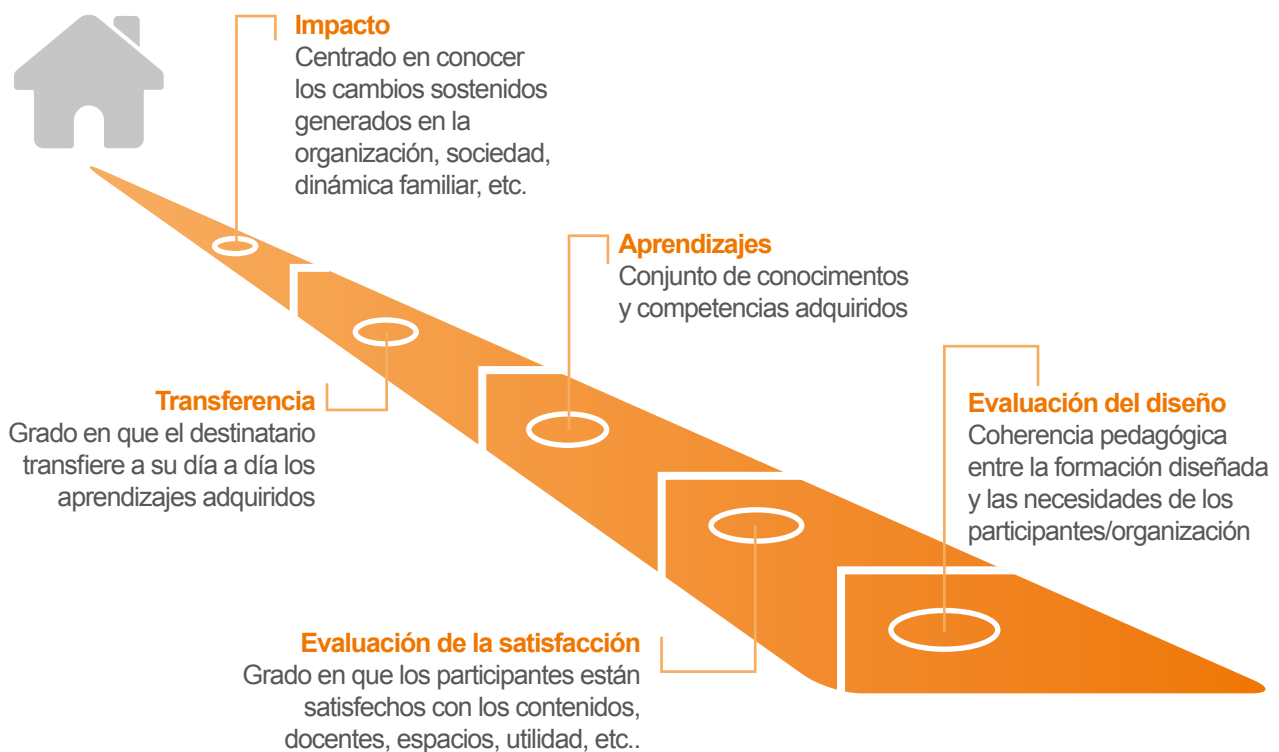 Impacto
Centrado en conocer
los cambios sostenidos
generados en la
organización, sociedad,
dinámica familiar, etc.
Aprendizajes
Conjunto de conocimentos
y competencias adquiridos
Transferencia
Grado en que el destinatario
transfiere a su día a día los
aprendizajes adquiridos
Evaluación del diseño
Coherencia pedagógica
entre la formación diseñada
y las necesidades de los
participantes/organización
Evaluación de la satisfacción
Grado en que los participantes están
satisfechos con los contenidos,
docentes, espacios, utilidad, etc..